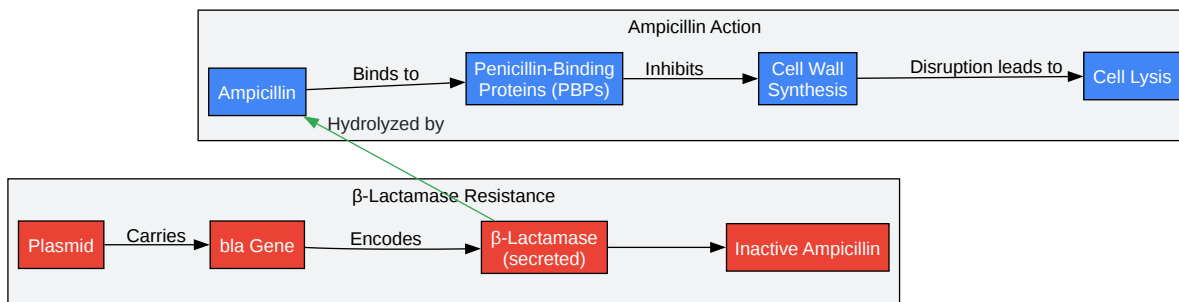 Ampicillin Action
Ampicillin
Binds to
Penicillin-Binding
Proteins (PBPs)
Inhibits
Cell Wall
Synthesis
Disruption leads to
Cell Lysis
Hydrolyzed by
β-Lactamase Resistance
Plasmid
Carries
bla Gene
Encodes
β-Lactamase
(secreted)
Inactive Ampicillin